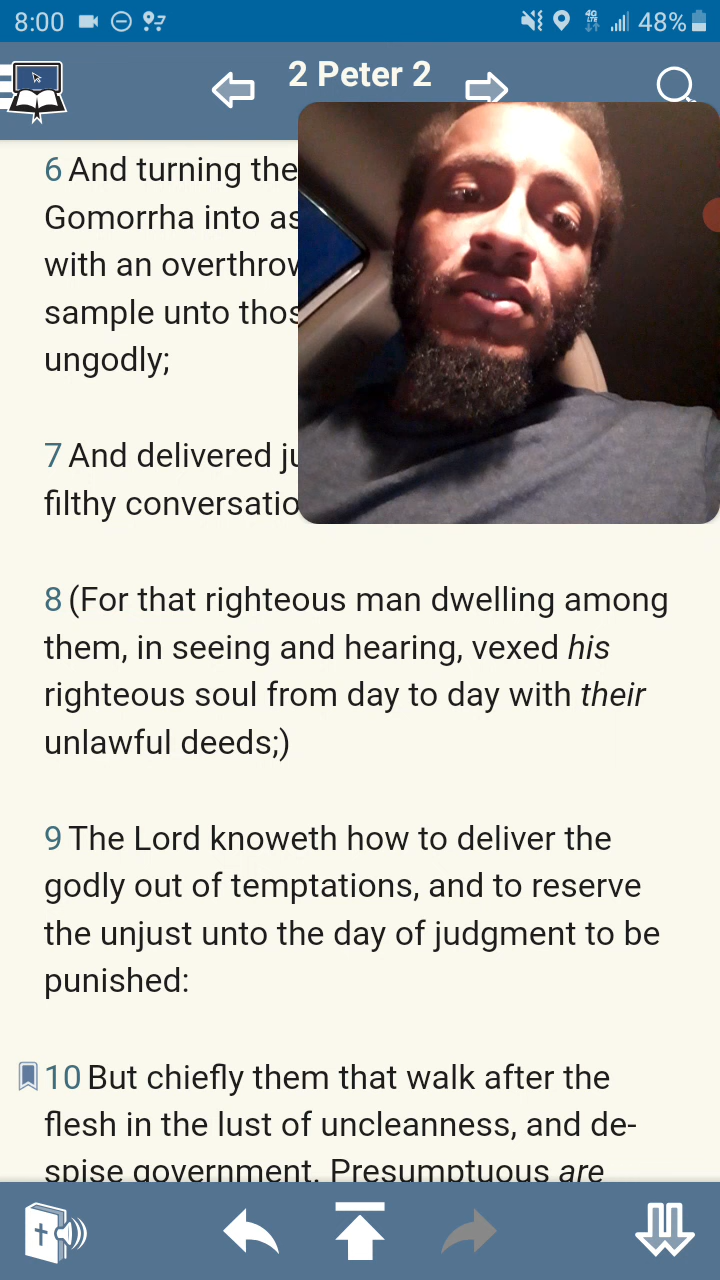 8:00
4G
LTE
48%
2 Peter 2
6 And turning the
Gomorrha into as
with an overthrow
sample unto thos
ungodly;
7 And delivered ju
filthy conversatio
8 (For that righteous man dwelling among
them, in seeing and hearing, vexed his
righteous soul from day to day with their
unlawful deeds;)
9 The Lord knoweth how to deliver the
godly out of temptations, and to reserve
the unjust unto the day of judgment to be
punished:
10 But chiefly them that walk after the
flesh in the lust of uncleanness, and de-
spise government. Presumptuous are